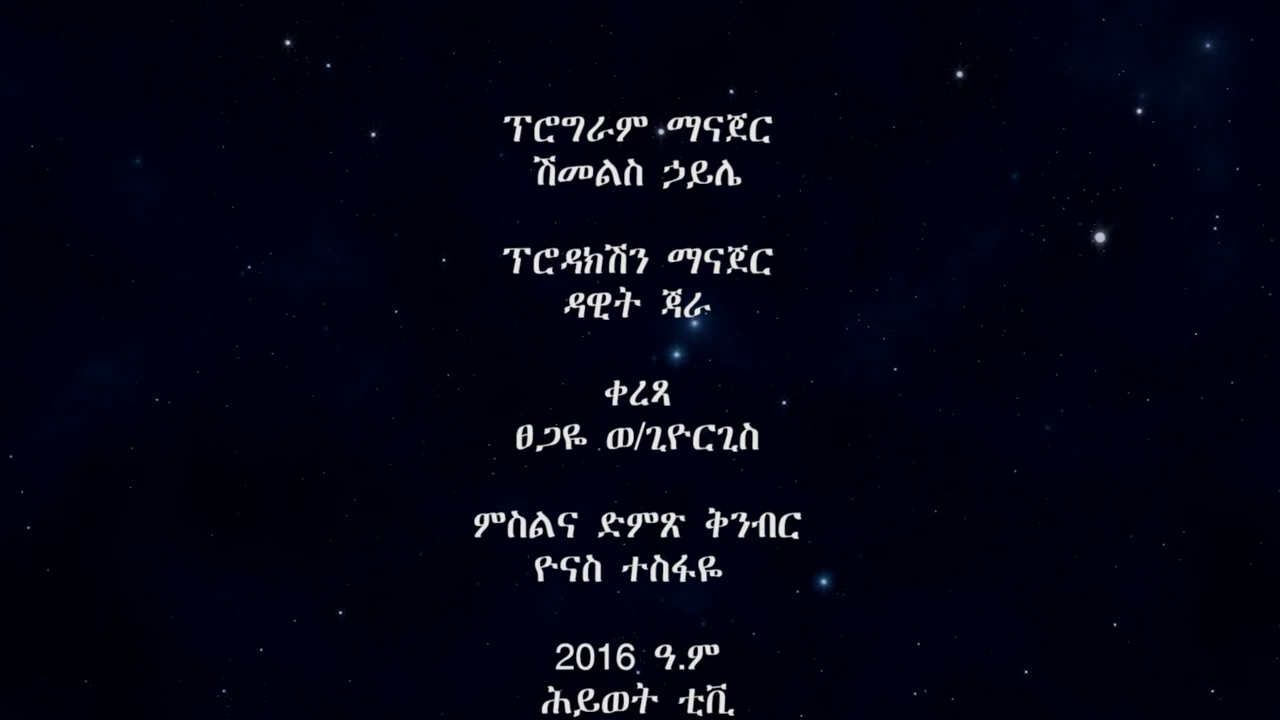 ፕሮግራም ማናጀር
ሽመልስ ኃይሌ
ፕሮዳክሽን ማናጀር
ዳዊት ጃራ
ቀረጻ
ፀጋዬ ወ/ጊዮርጊስ
ምስልና ድምጽ ቅንብር
ዮናስ ተስፋዬ
2016 ዓ.ም
ሕይወት ቲቪ